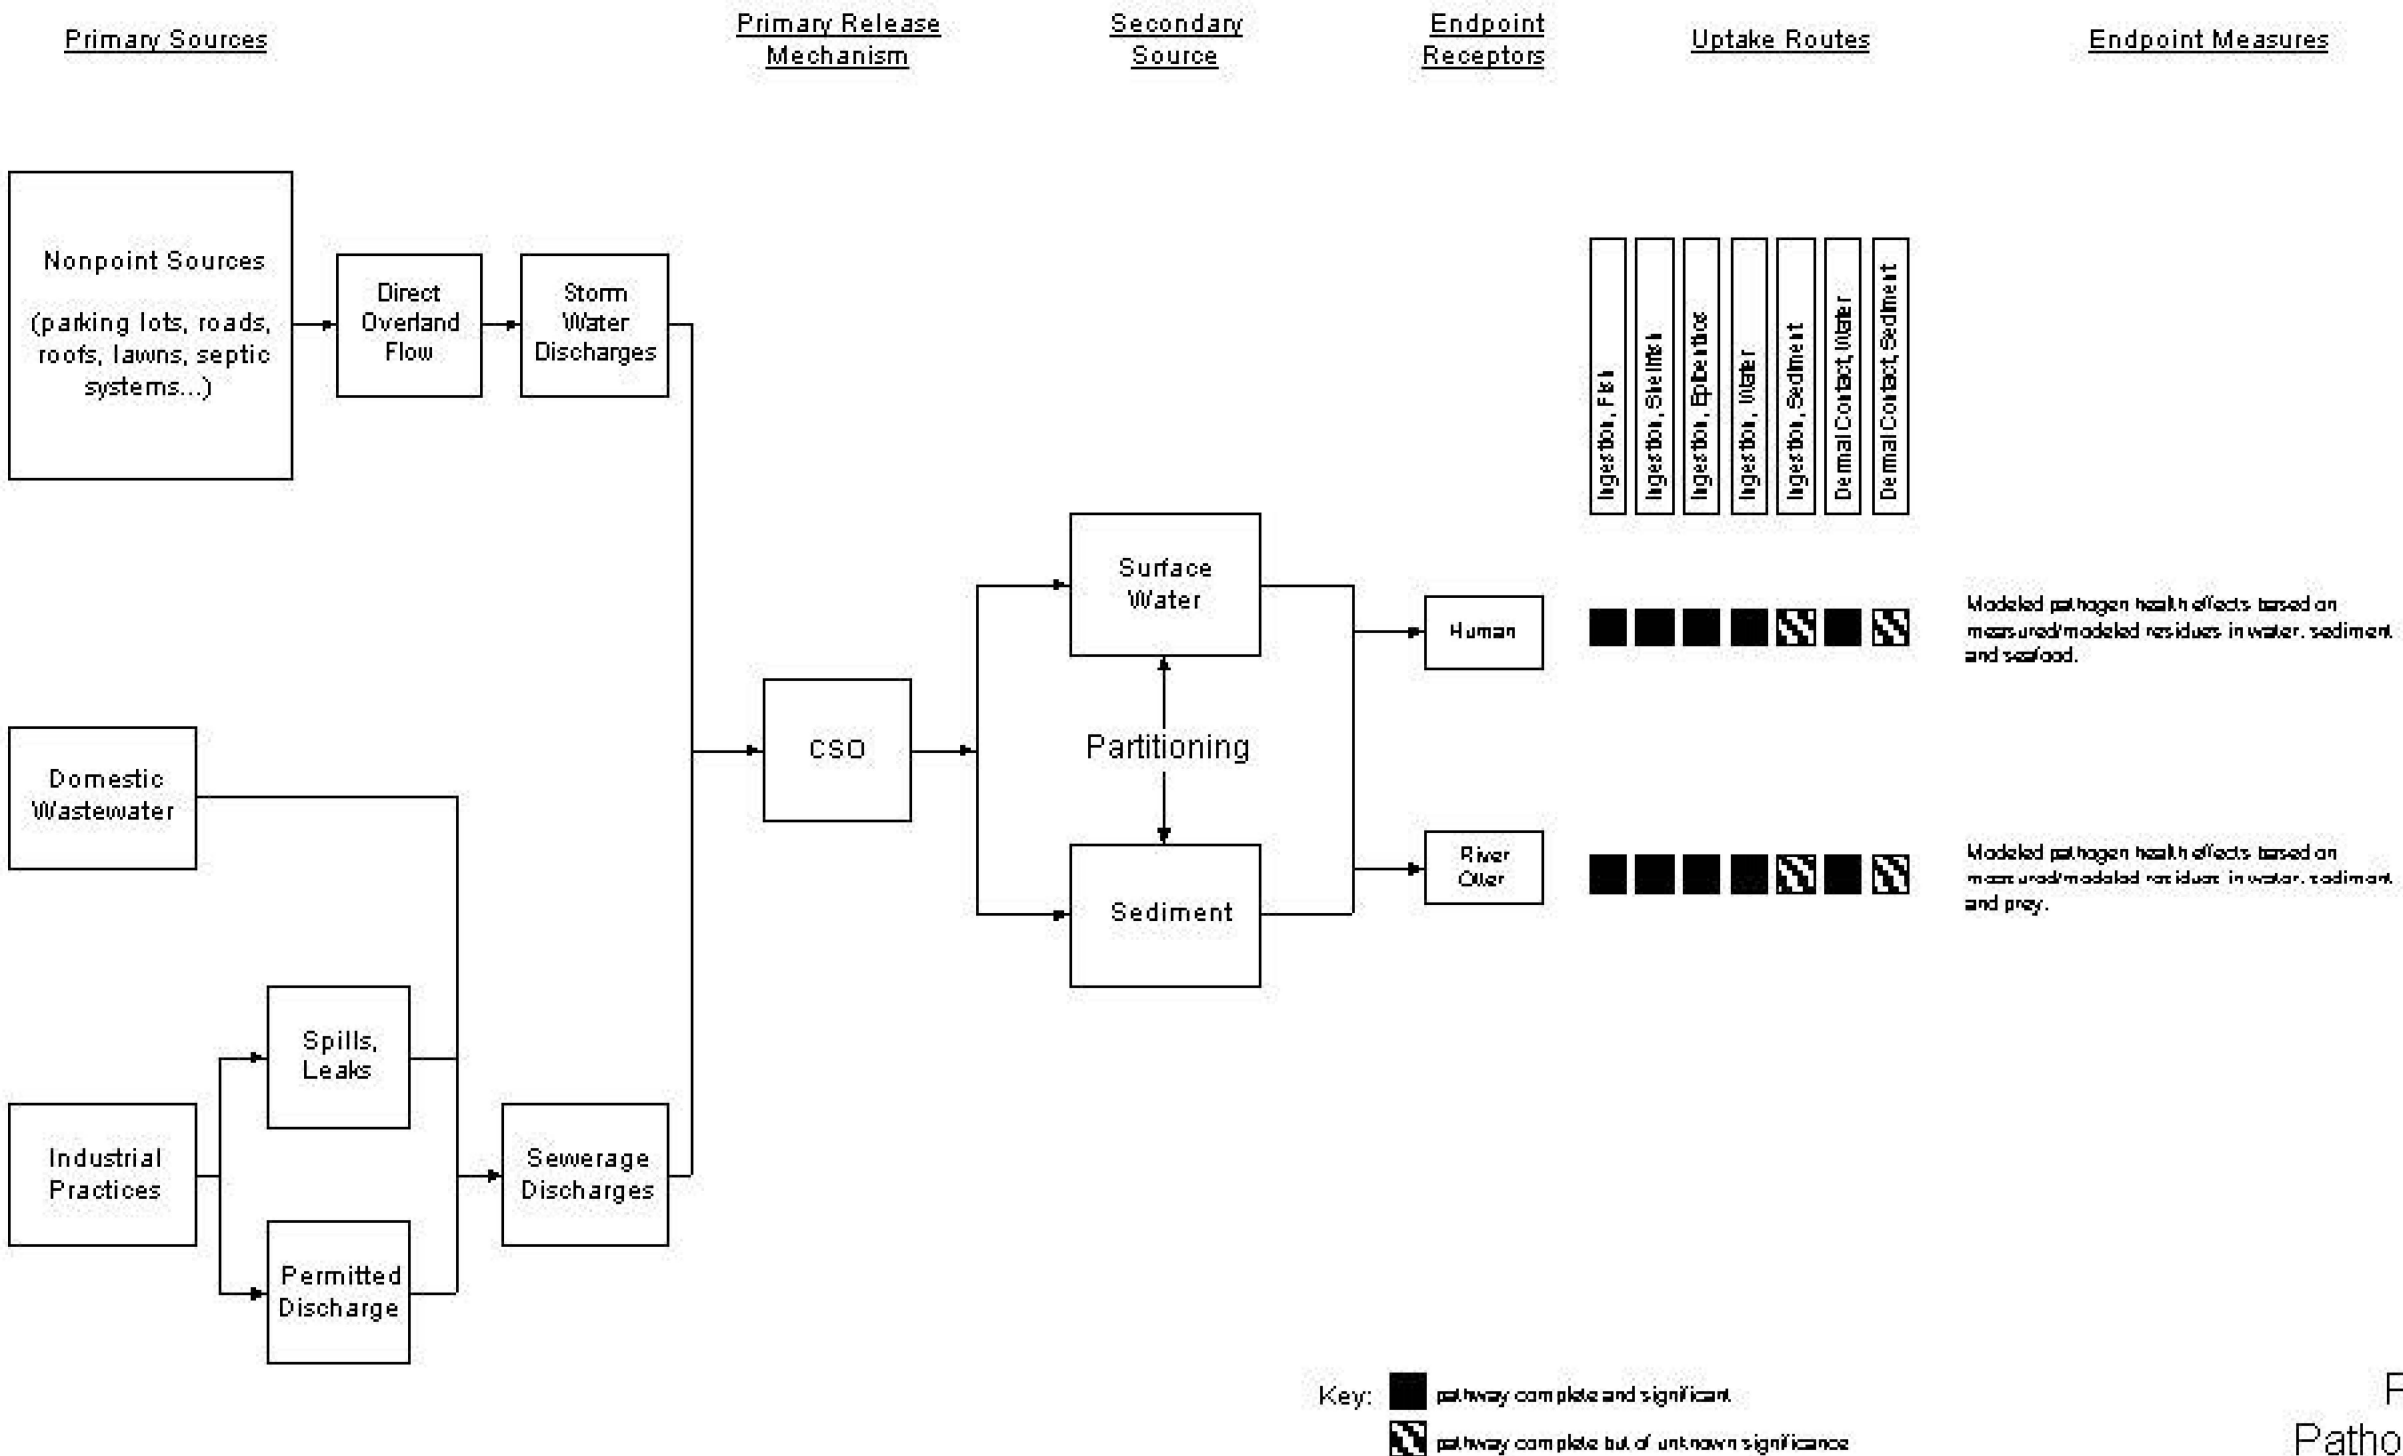 Primary Sources
Primary Release
Mechanism
Secondary
Source
Endpoint
Receptors
Uptake Routes
Endpoint Measures
Nonpoint Sources
(parking lots, roads,
roofs, lawns, septic
systems...)
Direct
Overland
Flow
Storm
Water
Discharges
Ingestion, Fish
Ingestion, Shellfish
Ingestion, Epibenthos
Ingestion, Water
Ingestion, Sediment
Dermal Contact, Water
Dermal Contact, Sediment
Surface
Water
Human
Modeled pathogen health effects based on
measured/modeled residues in water, sediment
and seafood.
CSO
Partitioning
Domestic
Wastewater
Sediment
River
Otter
Modeled pathogen health effects based on
measured/modeled residues in water, sediment
and prey.
Spills,
Leaks
Industrial
Practices
Sewerage
Discharges
Permitted
Discharge
Key:
pathway complete and significant
pathway complete but of unknown significance
Patho